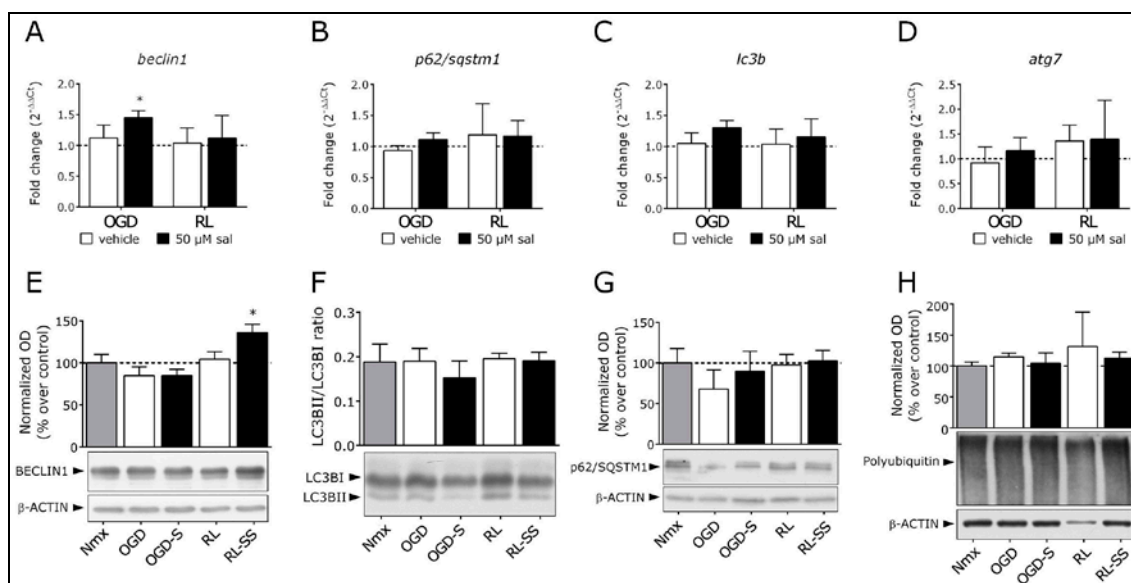 A
B
C
D
beclin1
p62/sqstm1
lc3b
atg7
Fold change (2-ΔΔCt)
2.0
1.5
1.0
0.5
0.0
OGD RL
vehicle 50 µM sal
Fold change (2-ΔΔCt)
2.0
1.5
1.0
0.5
0.0
OGD RL
vehicle 50 µM sal
Fold change (2-ΔΔCt)
2.0
1.5
1.0
0.5
0.0
OGD RL
vehicle 50 µM sal
Fold change (2-ΔΔCt)
2.5
2.0
1.5
1.0
0.5
0.0
OGD RL
vehicle 50 µM sal
*
E
F
G
H
Normalized OD
(% over control)
150
100
50
0
*
BECLIN1
β-ACTIN
Nmx OGD OGD-S RL RL-SS
LC3BII/LC3BI ratio
0.3
0.2
0.1
0.0
LC3BI
LC3BII
Nmx OGD OGD-S RL RL-SS
Normalized OD
(% over control)
150
100
50
0
p62/SQSTM1
β-ACTIN
Nmx OGD OGD-S RL RL-SS
Normalized OD
(% over control)
200
150
100
50
0
Polyubiquitin
β-ACTIN
Nmx OGD OGD-S RL RL-SS